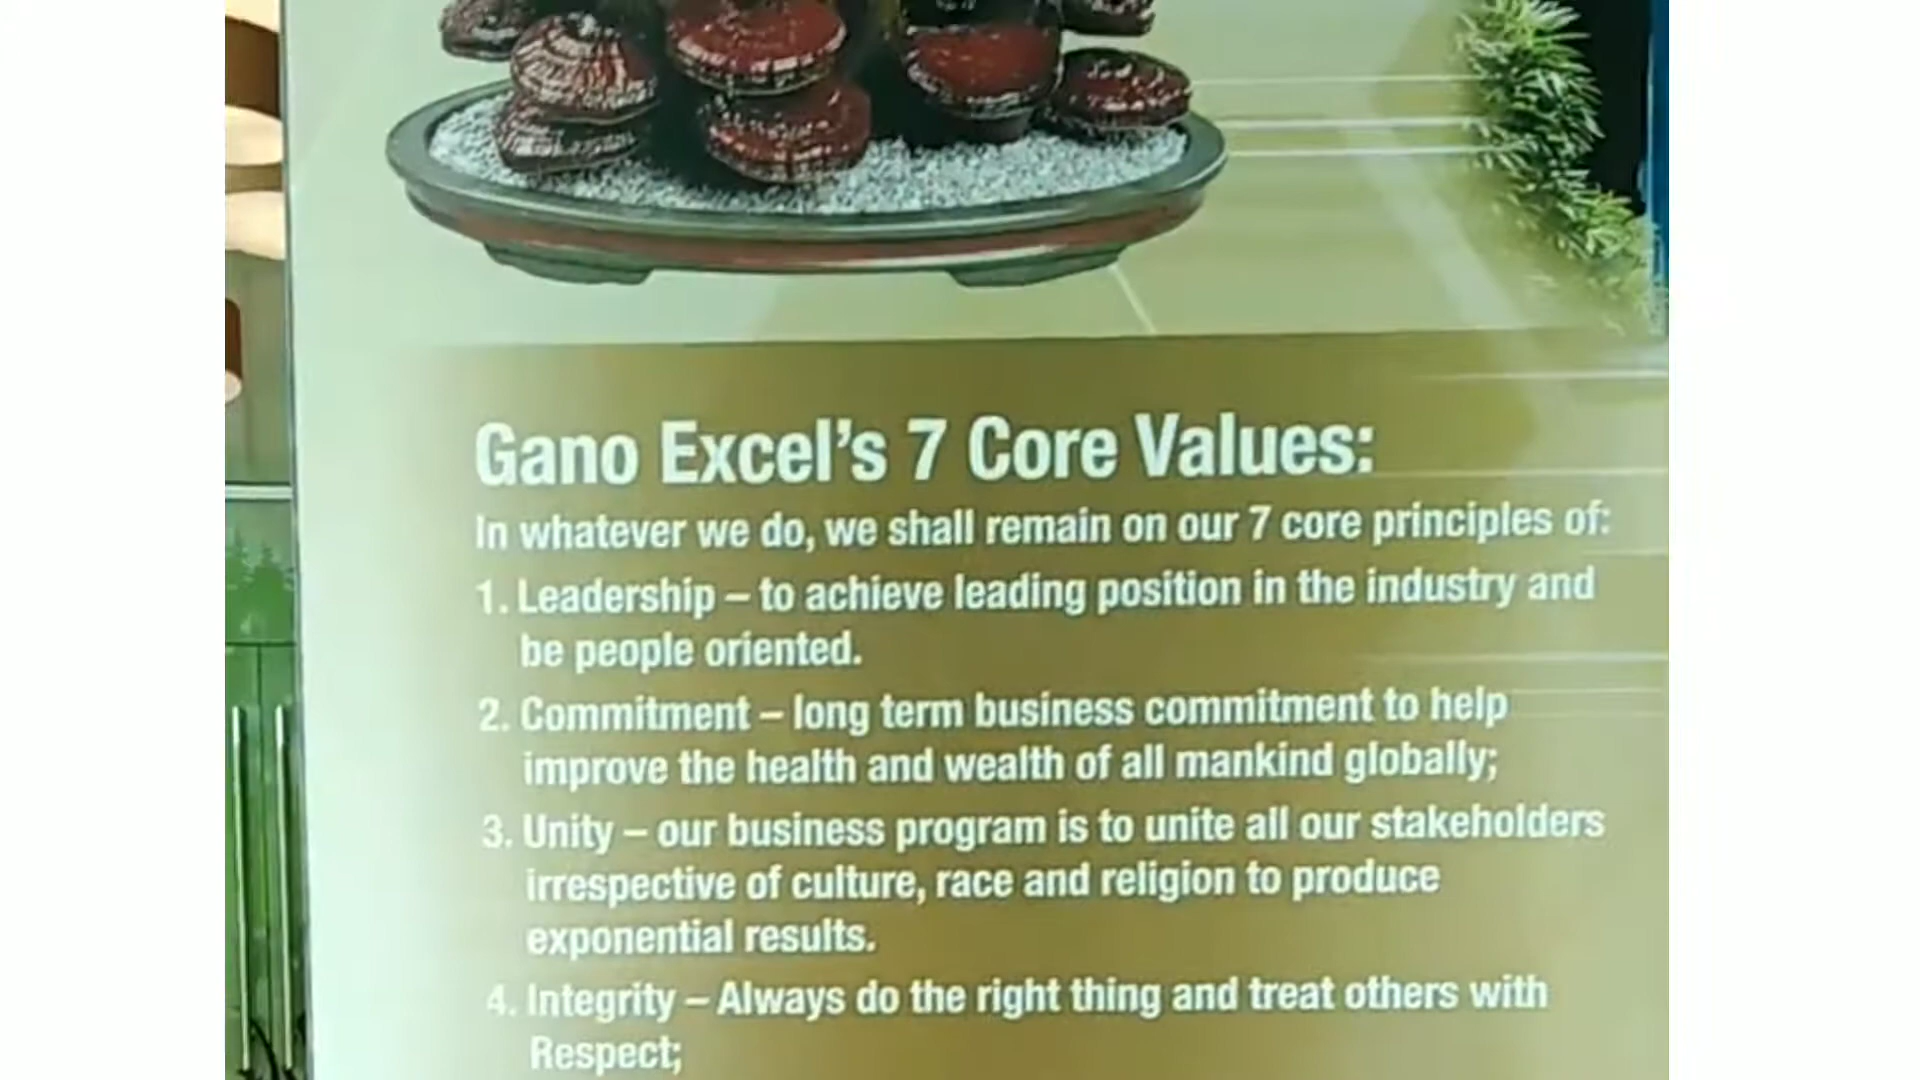 Gano Excel's 7 Core Values:
In whatever we do, we shall remain on our 7 core principles of:
1. Leadership – to achieve leading position in the industry and
be people oriented.
2. Commitment – long term business commitment to help
improve the health and wealth of all mankind globally;
3. Unity – our business program is to unite all our stakeholders
irrespective of culture, race and religion to produce
exponential results.
4. Integrity – Always do the right thing and treat others with
Respect;